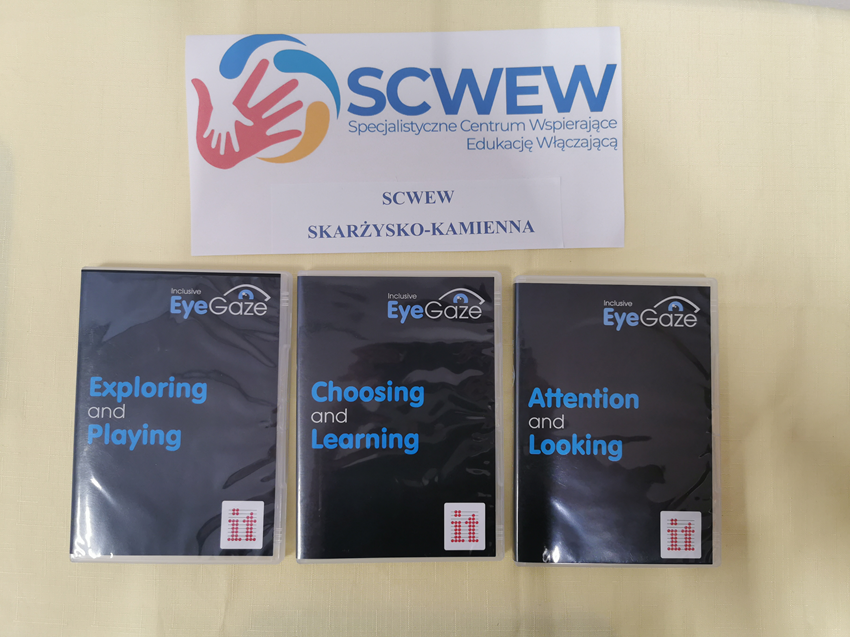 SCWEW
Specjalistyczne Centrum Wspierające
Edukację Włączającą
SCWEW
SKARŻYSKO-KAMIENNA
Inclusive
EyeGaze
Exploring
and
Playing
it
Inclusive
EyeGaze
Choosing
and
Learning
it
Inclusive
EyeGaze
Attention
and
Looking
it